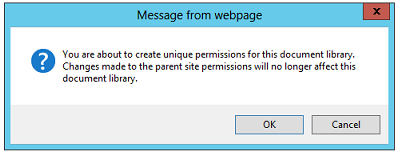 Message from webpage
x
?
You are about to create unique permissions for this document library.
Changes made to the parent site permissions will no longer affect this
document library.
OK Cancel